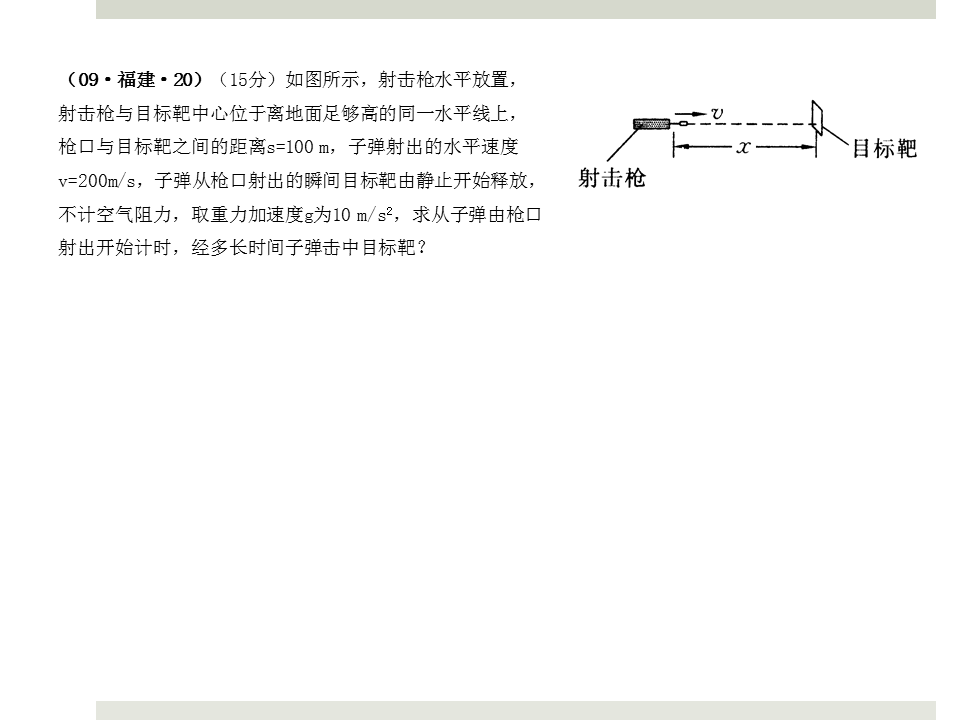 （09·福建·20）（15分）如图所示，射击枪水平放置，
射击枪与目标靶中心位于离地面足够高的同一水平线上，
枪口与目标靶之间的距离s=100 m，子弹射出的水平速度
v=200m/s，子弹从枪口射出的瞬间目标靶由静止开始释放，
不计空气阻力，取重力加速度g为10 m/s²，求从子弹由枪口
射出开始计时，经多长时间子弹击中目标靶？
v
x
目标靶
射击枪